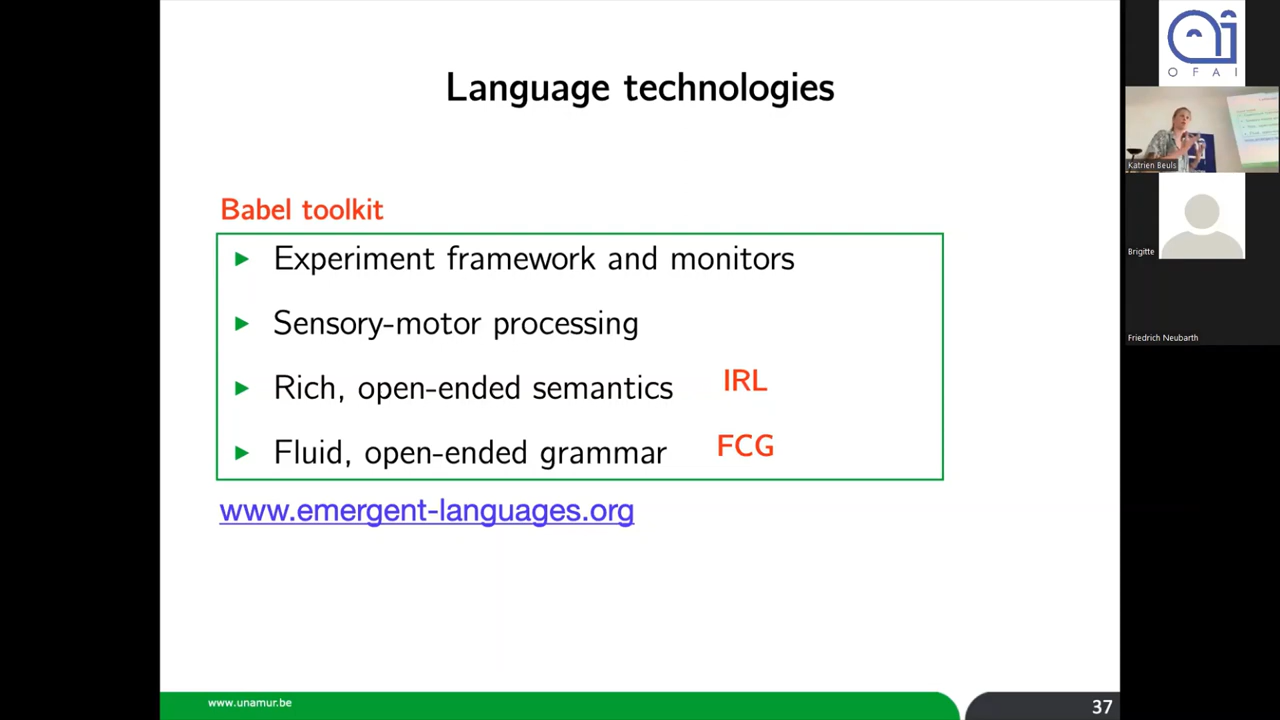 Language technologies
Babel toolkit
Experiment framework and monitors
Sensory-motor processing
Rich, open-ended semantics IRL
Fluid, open-ended grammar FCG
www.emergent-languages.org
www.unamur.be
37
OFAI
Katrien Beuls
Brigitte
Friedrich Neubarth